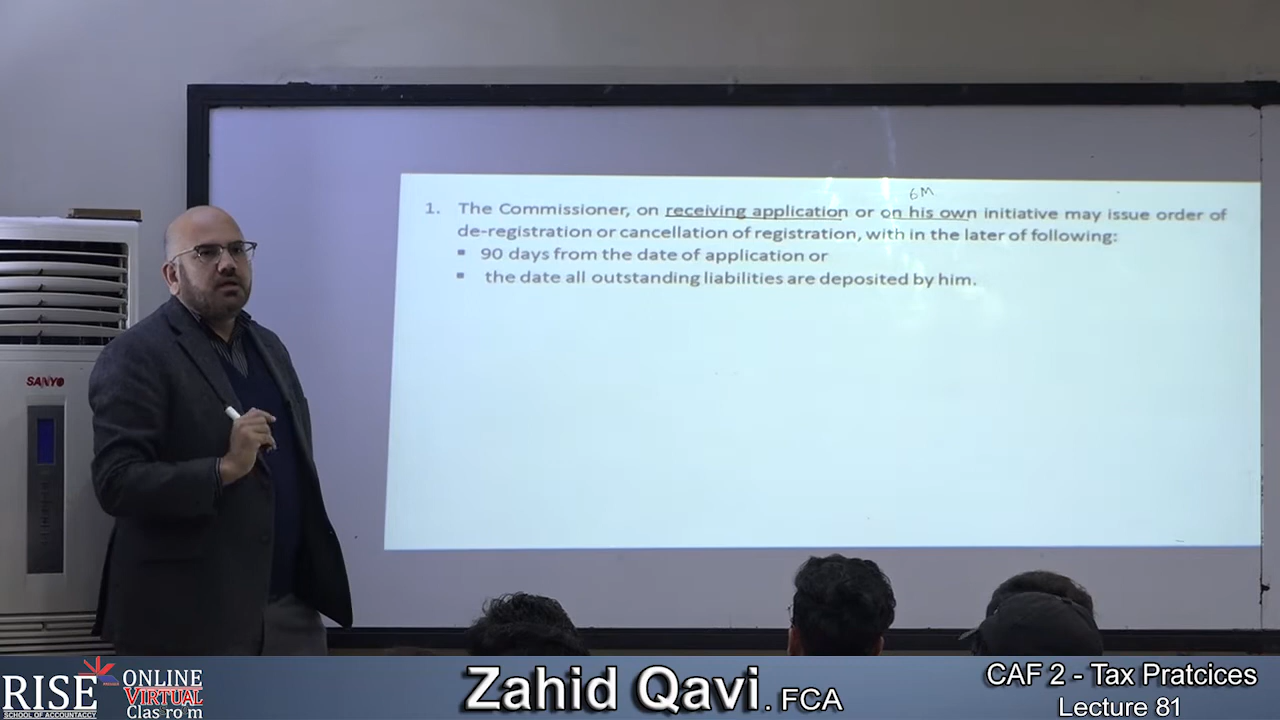 6M
1. The Commissioner, on receiving application or on his own initiative may issue order of
de-registration or cancellation of registration, with in the later of following:
▪ 90 days from the date of application or
▪ the date all outstanding liabilities are deposited by him.
SANYO
RISE
SCHOOL OF ACCOUNTACY
ONLINE
VIRTUAL
Clas ro m
Zahid Qavi. FCA
CAF 2 - Tax Pratcices
Lecture 81